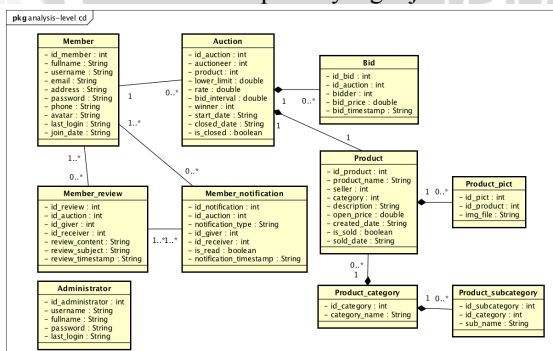 pkg analysis-level cd
Member
- id_member : int
- fullname : String
- username : String
- email : String
- address : String
- password : String
- phone : String
- avatar : String
- last_login : String
- join_date : String
Auction
- id_auction : int
- auctioneer : int
- product : int
- lower_limit : double
- rate : double
- bid_interval : double
- winner : int
- start_date : String
- closed_date : String
- is_closed : boolean
Bid
- id_bid : int
- id_auction : int
- bidder : int
- bid_price : double
- bid_timestamp : String
1
0..*
1
0..*
1
1
1..*
0..*
1..*
0..*
Product
- id_product : int
- product_name : String
- seller : int
- category : int
- description : String
- open_price : double
- created_date : String
- is_sold : boolean
- sold_date : String
1 0..*
Product_pict
- id_pict : int
- id_product : int
- img_file : String
Member_review
- id_review : int
- id_auction : int
- id_giver : int
- id_receiver : int
- review_content : String
- review_subject : String
- review_timestamp : String
1..*1..*
Member_notification
- id_notification : int
- id_auction : int
- notification_type : String
- id_giver : int
- id_receiver : int
- is_read : boolean
- notification_timestamp : String
0..*
1
Administrator
- id_administrator : int
- username : String
- fullname : String
- password : String
- last_login : String
Product_category
- id_category : int
- category_name : String
1 0..*
Product_subcategory
- id_subcategory : int
- id_category : int
- sub_name : String